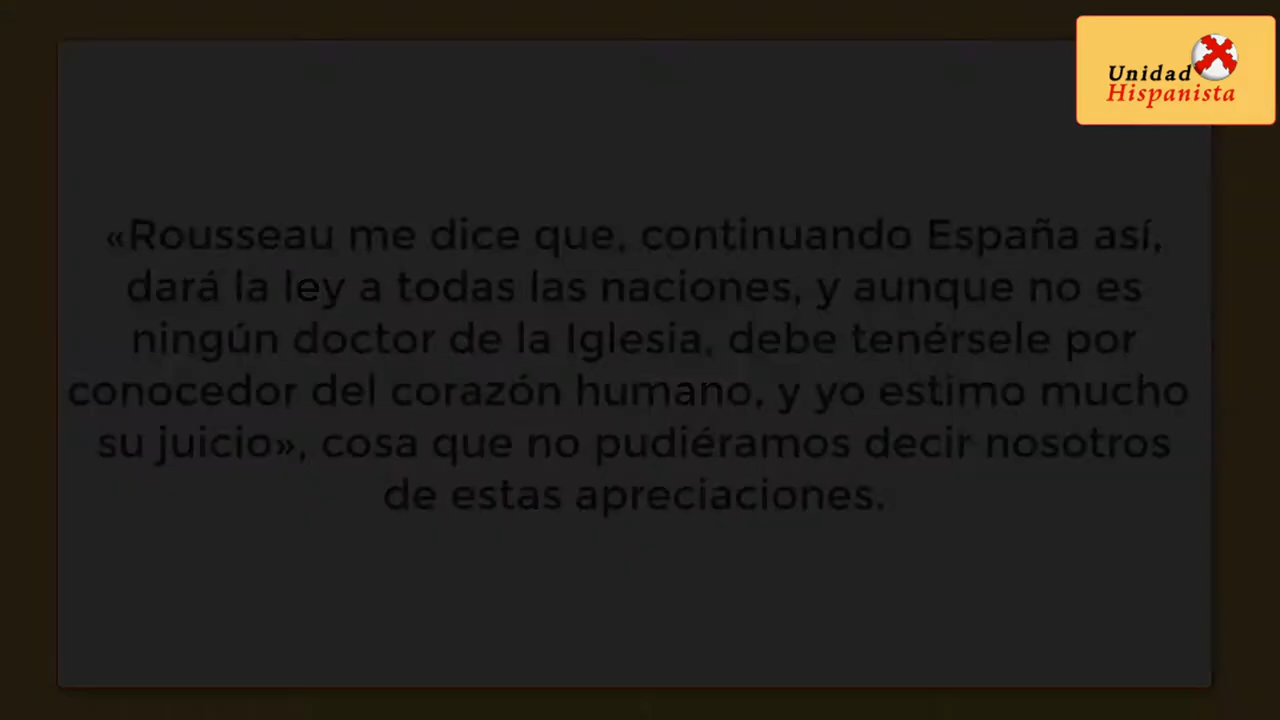 Unidad
Hispanista
«Rousseau me dice que, continuando España así,
dará la ley a todas las naciones, y aunque no es
ningún doctor de la Iglesia, debe tenérsele por
conocedor del corazón humano, y yo estimo mucho
su juicio», cosa que no pudiéramos decir nosotros
de estas apreciaciones.